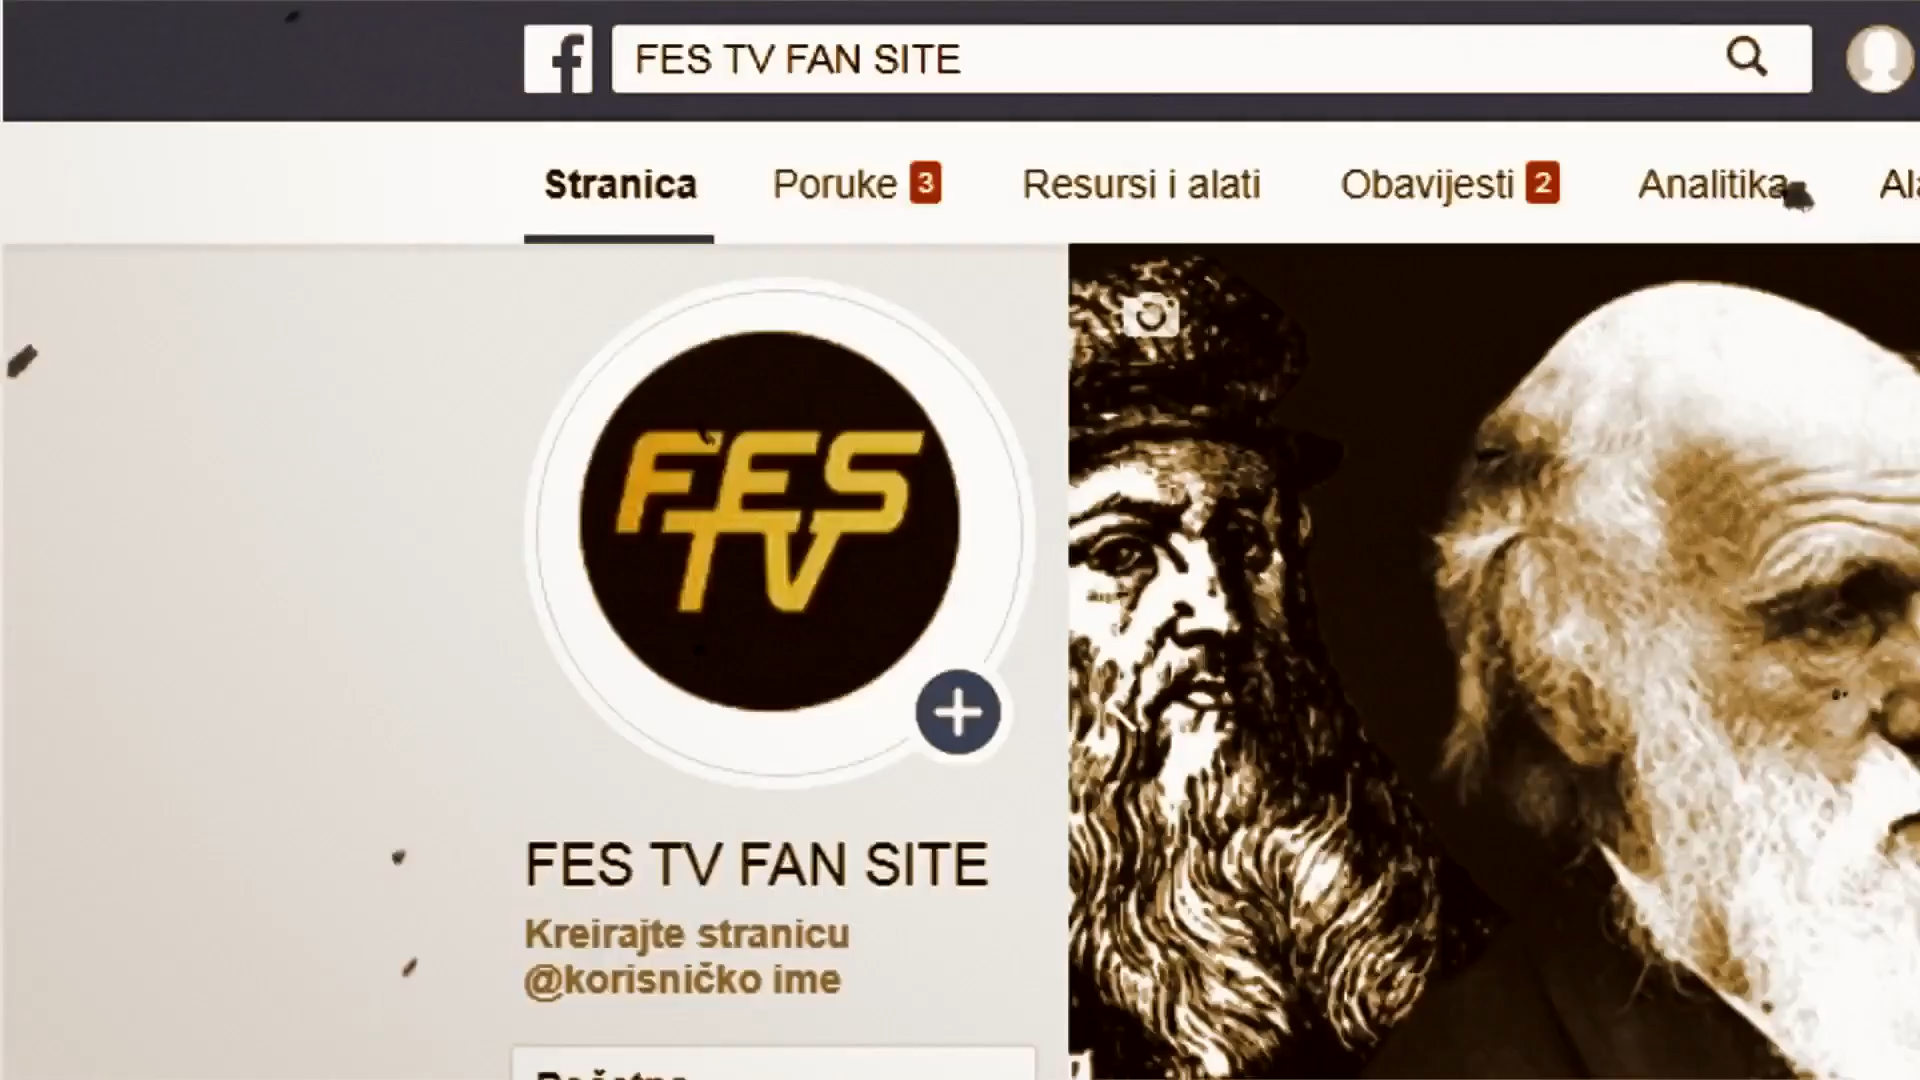 FES TV FAN SITE
Stranica Poruke 3 Resursi i alati Obavijesti 2 Analitika
FES
TV
FES TV FAN SITE
Kreirajte stranicu
@korisničko ime